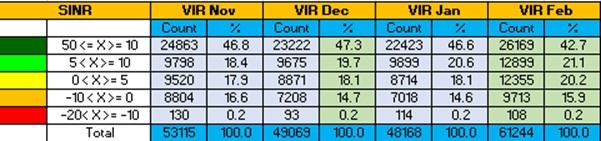 SINR VIR Nov VIR Dec VIR Jan VIR Feb
Count % Count % Count % Count %
50 <= X >= 10 24863 46.8 23222 47.3 22423 46.6 26169 42.7
5 < X >= 10 9798 18.4 9675 19.7 9899 20.6 12899 21.1
0 < X >= 5 9520 17.9 8871 18.1 8714 18.1 12355 20.2
-10 < X >= 0 8804 16.6 7208 14.7 7018 14.6 9713 15.9
-20< X >= -10 130 0.2 93 0.2 114 0.2 108 0.2
Total 53115 100.0 49069 100.0 48168 100.0 61244 100.0